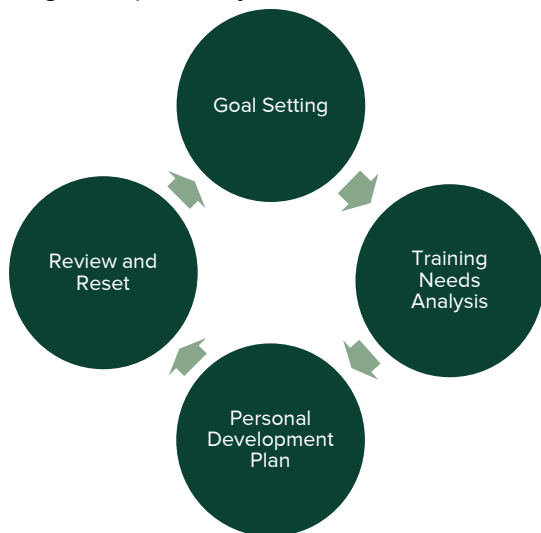 Goal Setting
Training
Needs
Analysis
Personal
Development
Plan
Review and
Reset